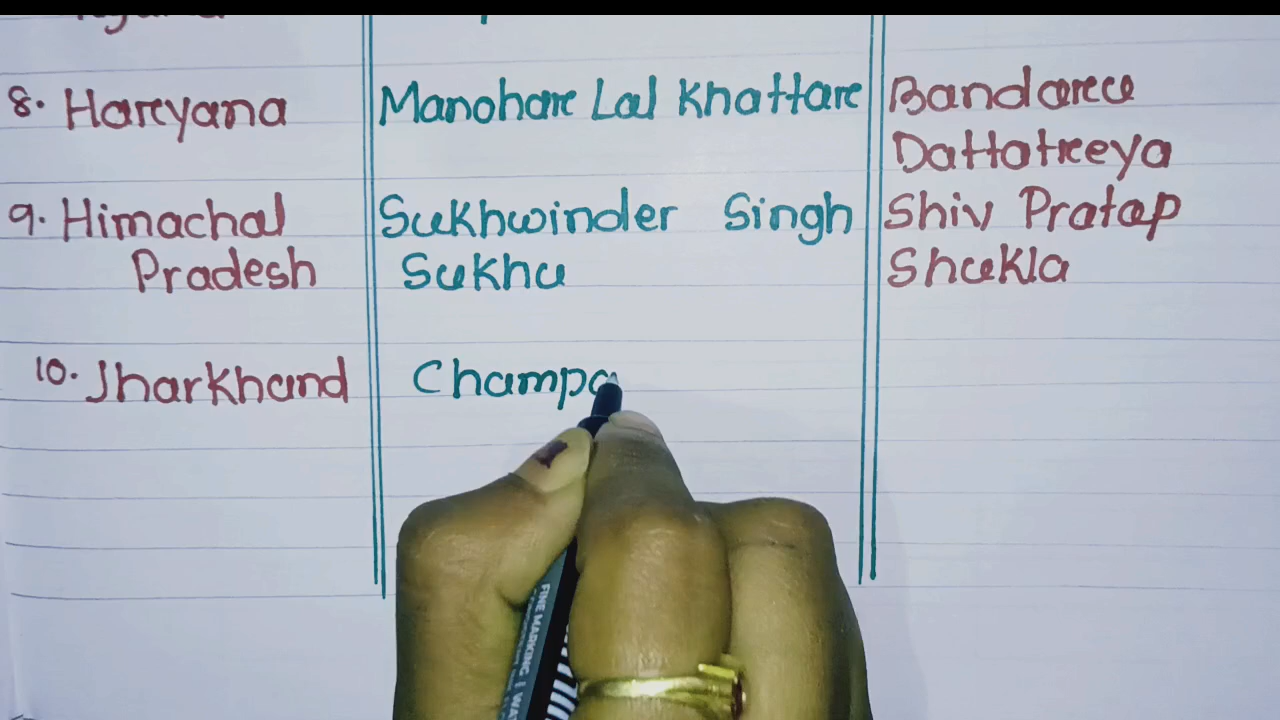 8. Haryana Manohar Lal Khattar Bandaru
Dattatreya
9. Himachal Sukhwinder Singh Shiv Pratap
Pradesh Sukhu Shukla
10. Jharkhand Champa
FINE MARKING